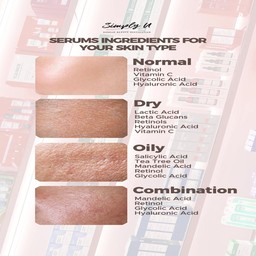 Simply U
SERUMS INGREDIENTS FOR
YOUR SKIN TYPE
Normal
Retinol
Vitamin C
Glycolic Acid
Hyaluronic Acid
Dry
Lactic Acid
Beta Glucans
Retinols
Hyaluronic Acid
Vitamin C
Oily
Salicylic Acid
Tea Tree Oil
Mandelic Acid
Retinol
Glycolic Acid
Combination
Mandelic Acid
Retinol
Glycolic Acid
Hyaluronic Acid